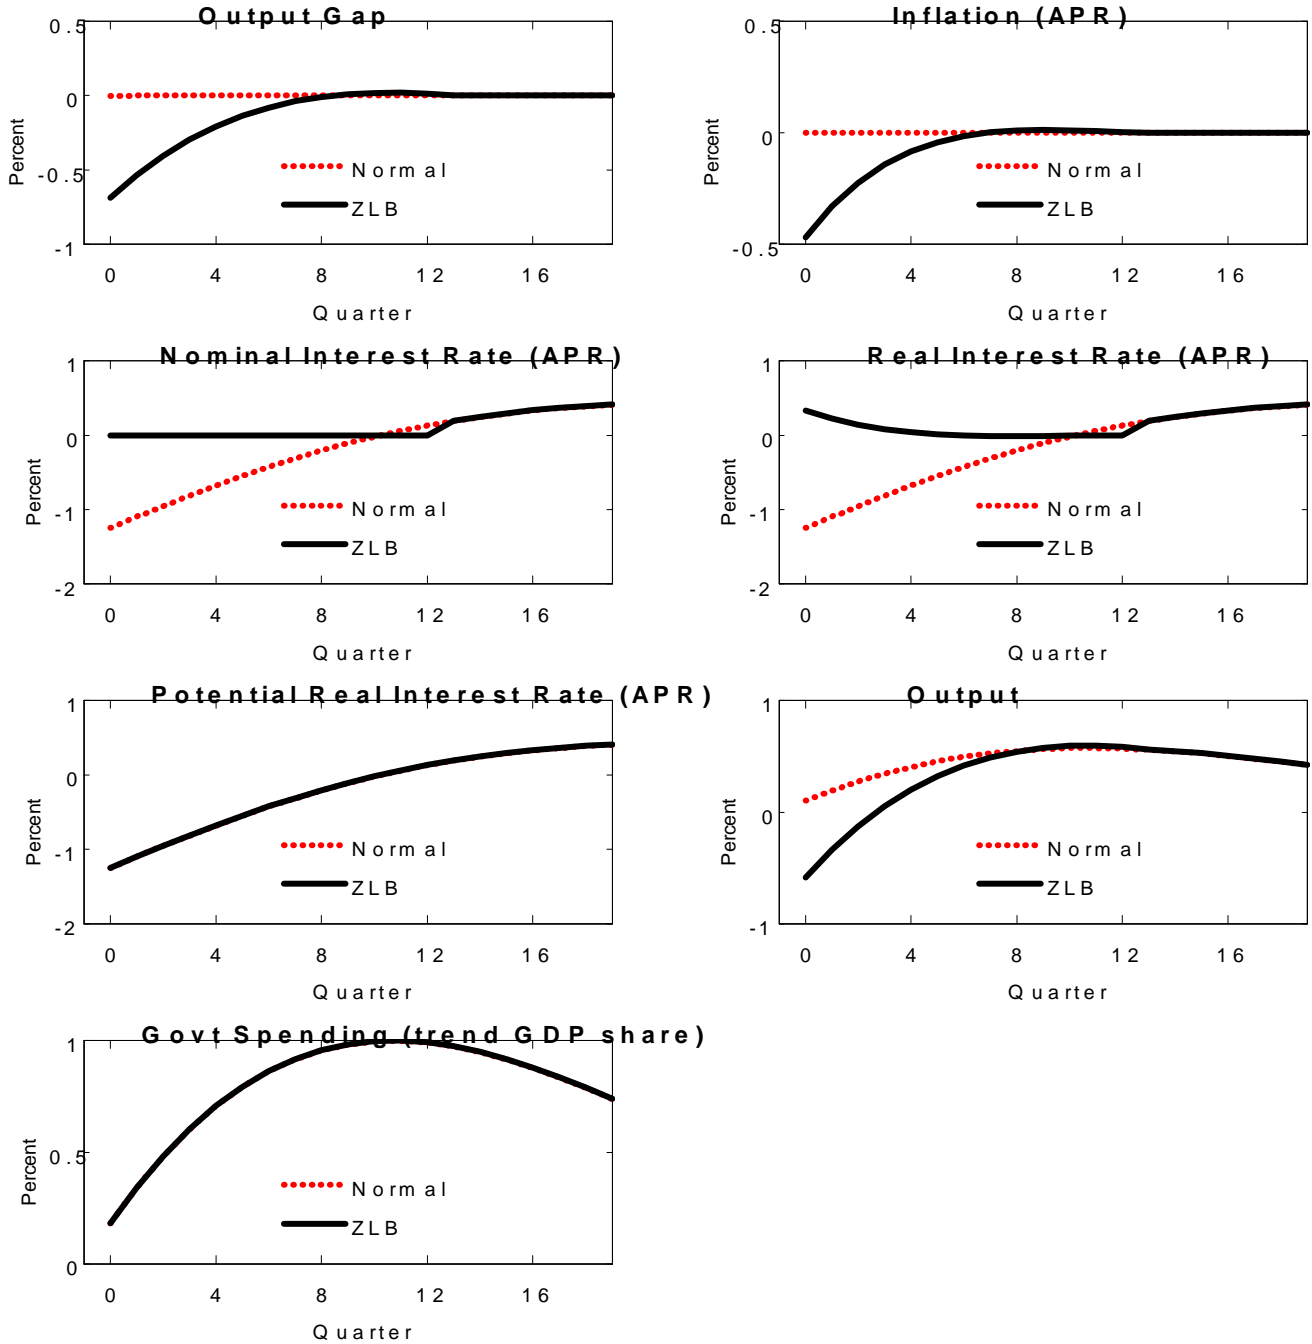 Output Gap
0.5
0
-0.5
-1
Percent
Normal
ZLB
0 4 8 12 16
Quarter
Inflation (APR)
0.5
0
-0.5
Percent
Normal
ZLB
0 4 8 12 16
Quarter
Nominal Interest Rate (APR)
1
0
-1
-2
Percent
Normal
ZLB
0 4 8 12 16
Quarter
Real Interest Rate (APR)
1
0
-1
-2
Percent
Normal
ZLB
0 4 8 12 16
Quarter
Potential Real Interest Rate (APR)
1
0
-1
-2
Percent
Normal
ZLB
0 4 8 12 16
Quarter
Output
1
0
-1
Percent
Normal
ZLB
0 4 8 12 16
Quarter
Govt Spending (trend GDP share)
1
0.5
0
Percent
Normal
ZLB
0 4 8 12 16
Quarter